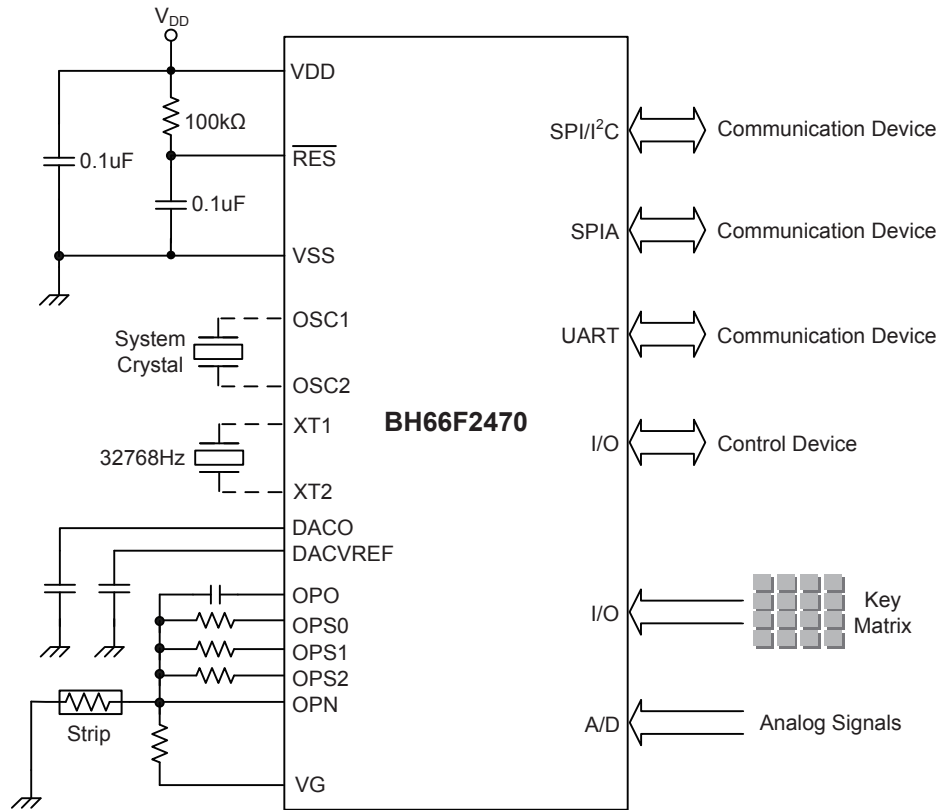 VDD
VDD
100kΩ
RES
0.1uF
0.1uF
VSS
OSC1
System
Crystal
OSC2
XT1
32768Hz
XT2
DACO
DACVREF
OPO
OPS0
OPS1
OPS2
OPN
Strip
VG
BH66F2470
SPI/I²C
Communication Device
SPIA
Communication Device
UART
Communication Device
I/O
Control Device
I/O
Key
Matrix
A/D
Analog Signals